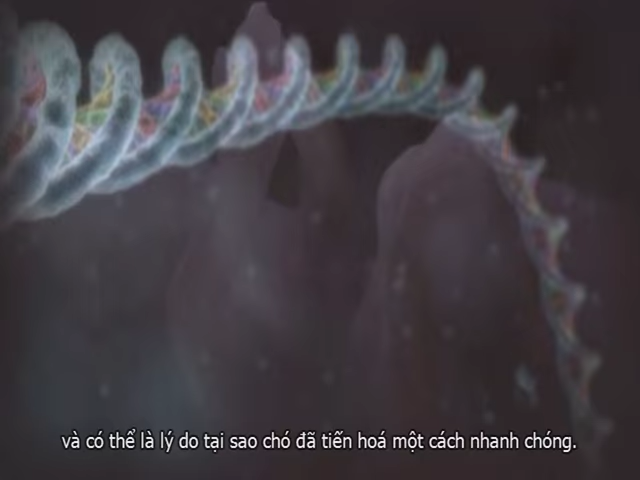 và có thể là lý do tại sao chó đã tiến hoá một cách nhanh chóng.